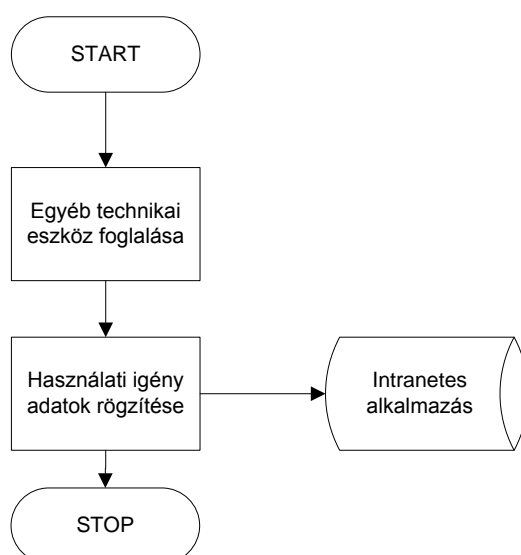 START
Egyéb technikai
eszköz foglalása
Használati igény
adatok rögzítése
Intranetes
alkalmazás
STOP